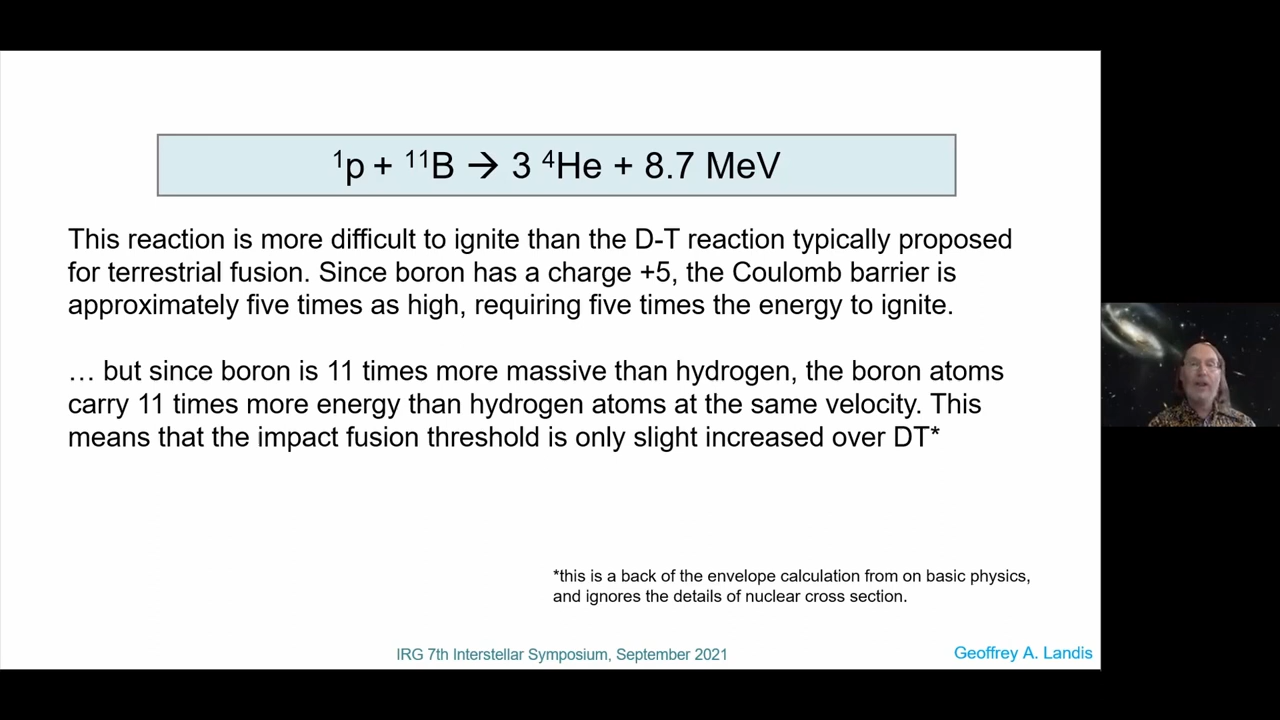 ¹p + ¹¹B → 3 ⁴He + 8.7 MeV
This reaction is more difficult to ignite than the D-T reaction typically proposed
for terrestrial fusion. Since boron has a charge +5, the Coulomb barrier is
approximately five times as high, requiring five times the energy to ignite.
… but since boron is 11 times more massive than hydrogen, the boron atoms
carry 11 times more energy than hydrogen atoms at the same velocity. This
means that the impact fusion threshold is only slight increased over DT*
*this is a back of the envelope calculation from on basic physics,
and ignores the details of nuclear cross section.
IRG 7th Interstellar Symposium, September 2021
Geoffrey A. Landis